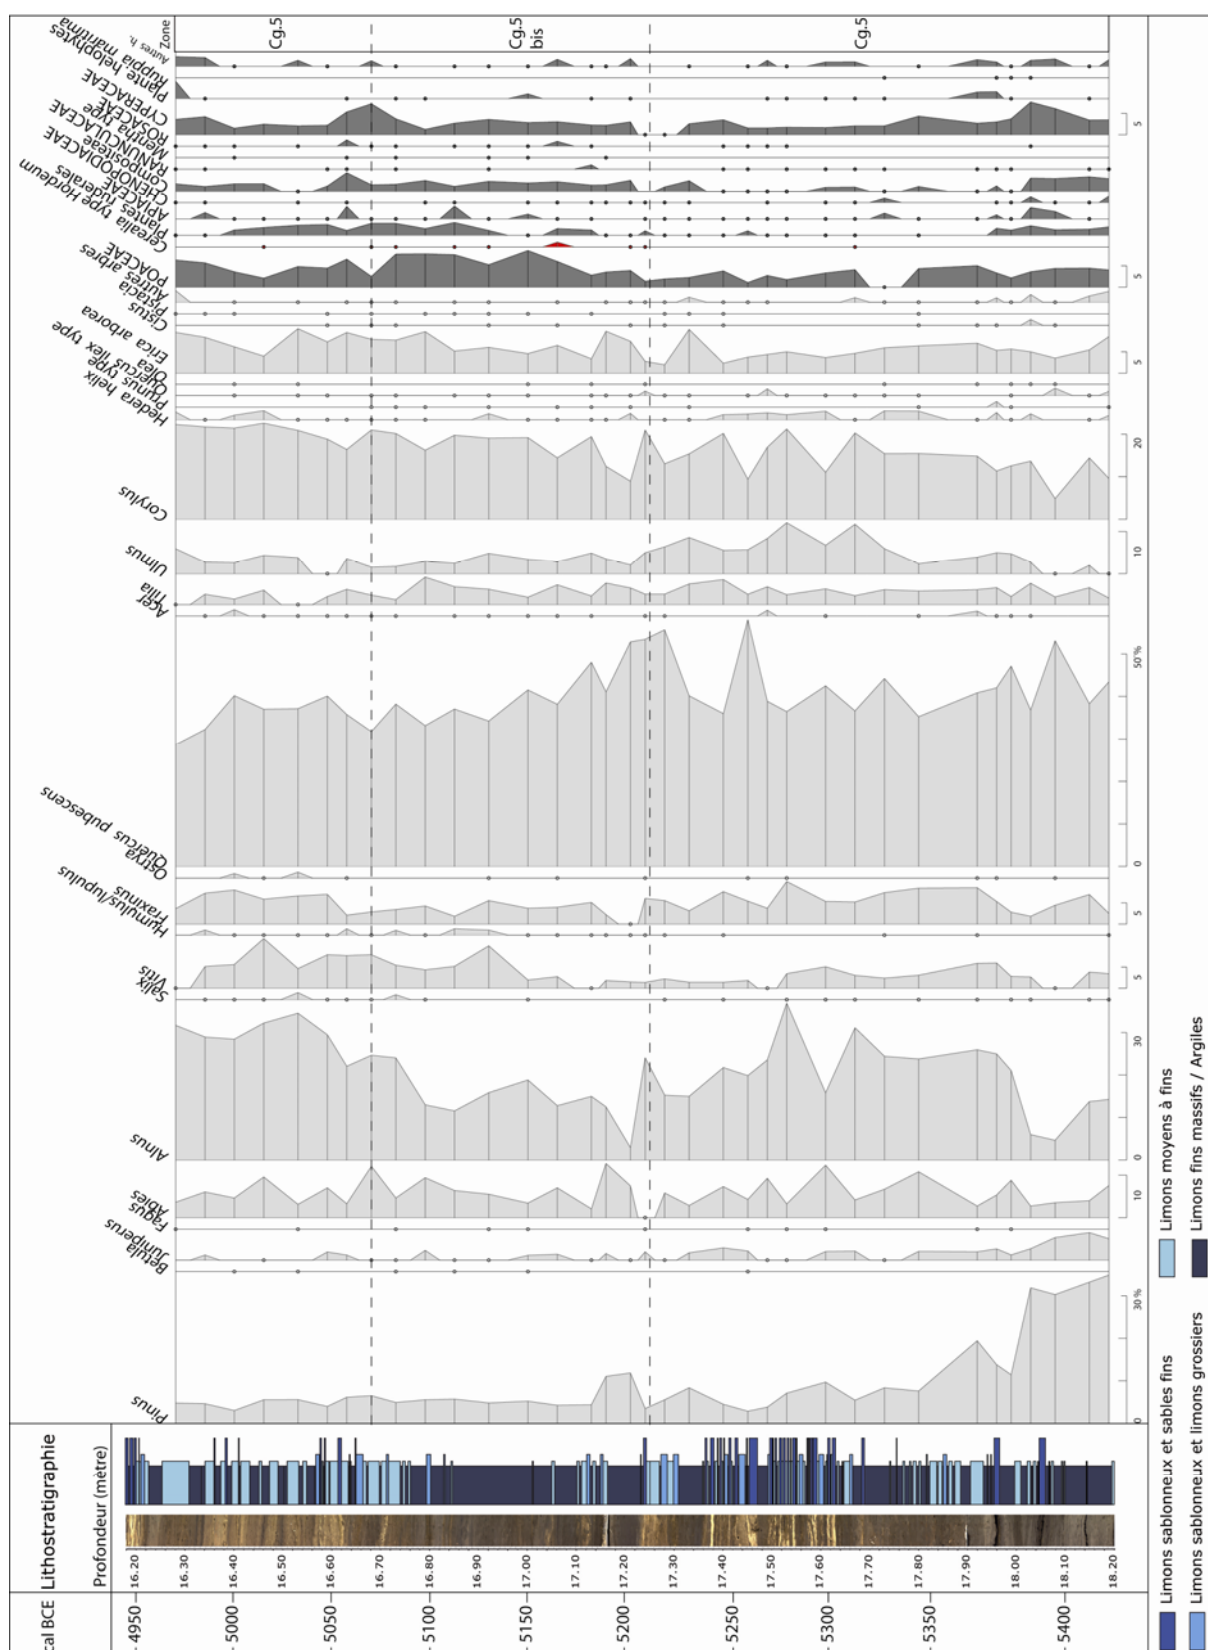 cal BCE
Lithostratigraphie
Profondeur (mètre)
Pinus
Betula
Juniperus
Fagus
Abies
Alnus
Salix
Vitis
Humulus/lupulus
Fraxinus
Ostrya
Quercus pubescens
Acer
Tilia
Ulmus
Corylus
Hedera helix
Prunus type
Quercus ilex type
Olea
Erica arborea
Cistus
Pistacia
Autres arbres
POACEAE
Cerealia type Hordeum
Plantes ruderales
APIACEAE
CHENOPODIACEAE
Compositeae
RANUNCULACEAE
Mentha type
ROSACEAE
CYPERACEAE
Plante helophytes
Ruppia maritima
Autres h.
Zone
Cg.5
Cg.5 bis
Cg.5
-4950
-5000
-5050
-5100
-5150
-5200
-5250
-5300
-5350
-5400
16.20
16.30
16.40
16.50
16.60
16.70
16.80
16.90
17.00
17.10
17.20
17.30
17.40
17.50
17.60
17.70
17.80
17.90
18.00
18.10
18.20
0 30%
10
0 30
5
5
0 50%
10
20
5
5
5
Limons sablonneux et sables fins
Limons moyens à fins
Limons sablonneux et limons grossiers
Limons fins massifs / Argiles